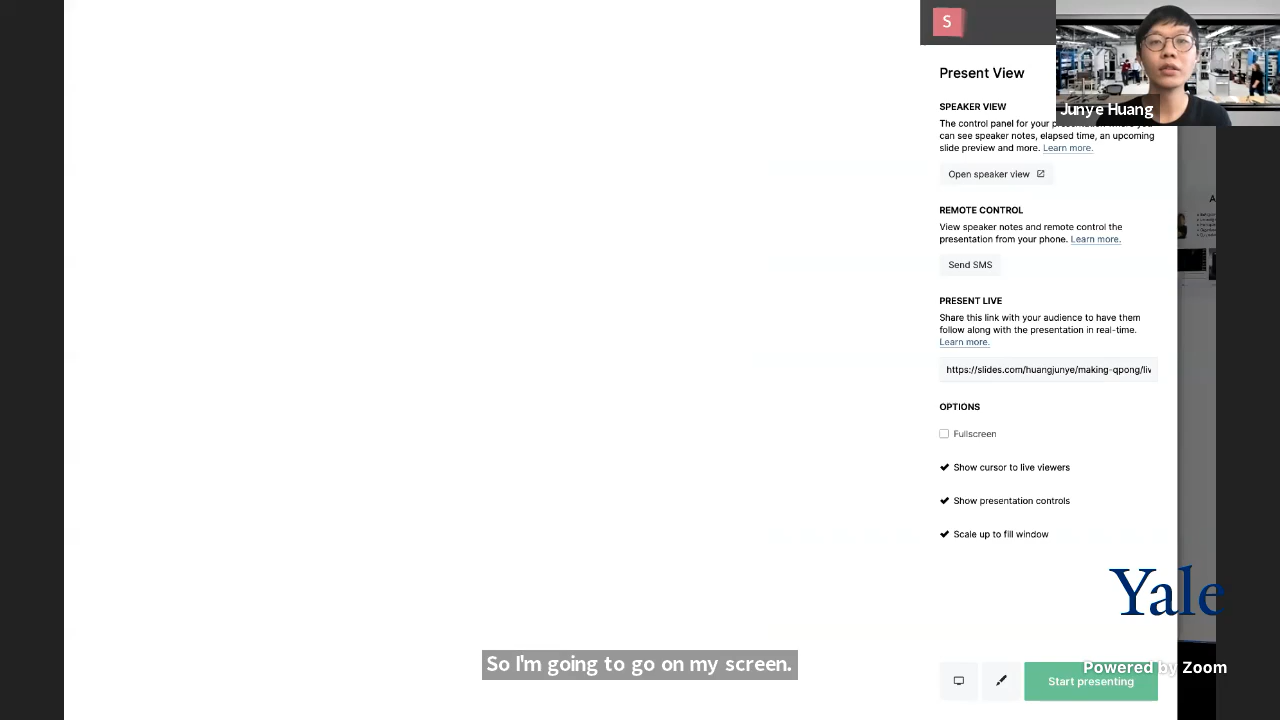 S
Junye Huang
Present View
SPEAKER VIEW
The control panel for your
can see speaker notes, elapsed time, an upcoming
slide preview and more. Learn more.
Open speaker view
REMOTE CONTROL
View speaker notes and remote control the
presentation from your phone. Learn more.
Send SMS
PRESENT LIVE
Share this link with your audience to have them
follow along with the presentation in real-time.
Learn more.
https://slides.com/huangjunye/making-qpong/liv
OPTIONS
Fullscreen
Show cursor to live viewers
Show presentation controls
Scale up to fill window
Yale
So I'm going to go on my screen.
Start presenting
Powered by Zoom